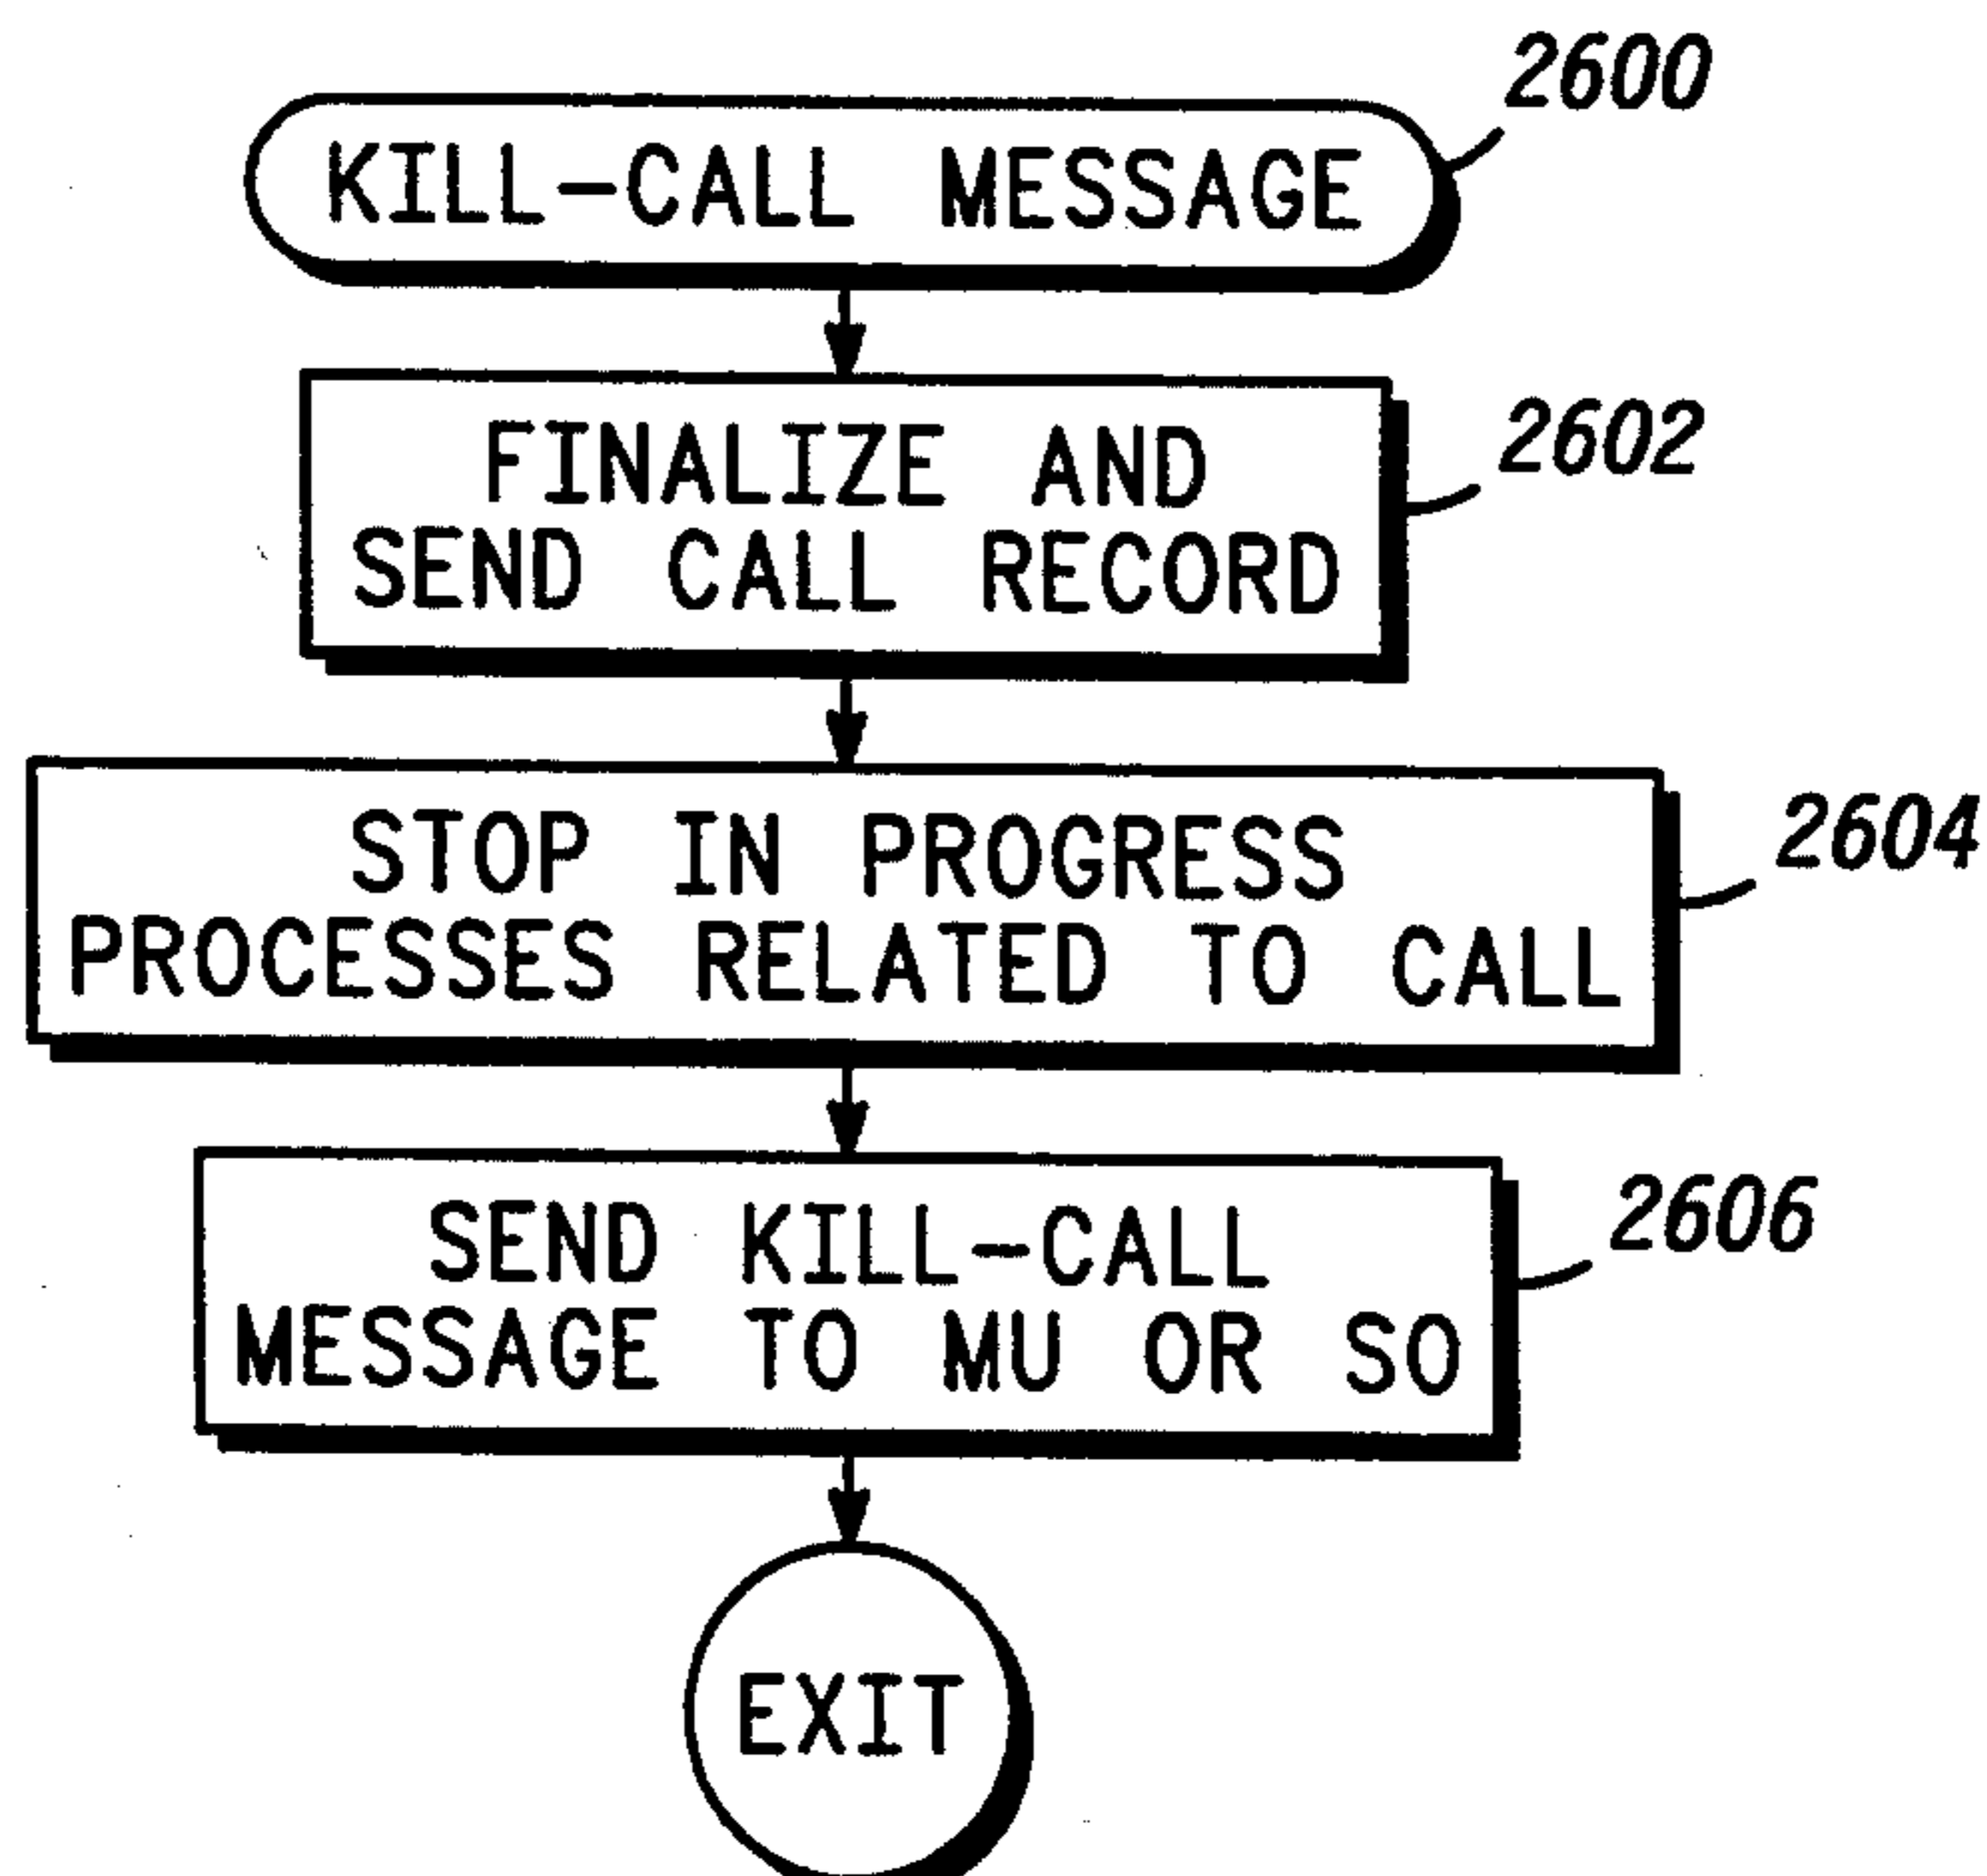 2600
KILL-CALL MESSAGE
2602
FINALIZE AND
SEND CALL RECORD
2604
STOP IN PROGRESS
PROCESSES RELATED TO CALL
2606
SEND KILL-CALL
MESSAGE TO MU OR SO
EXIT